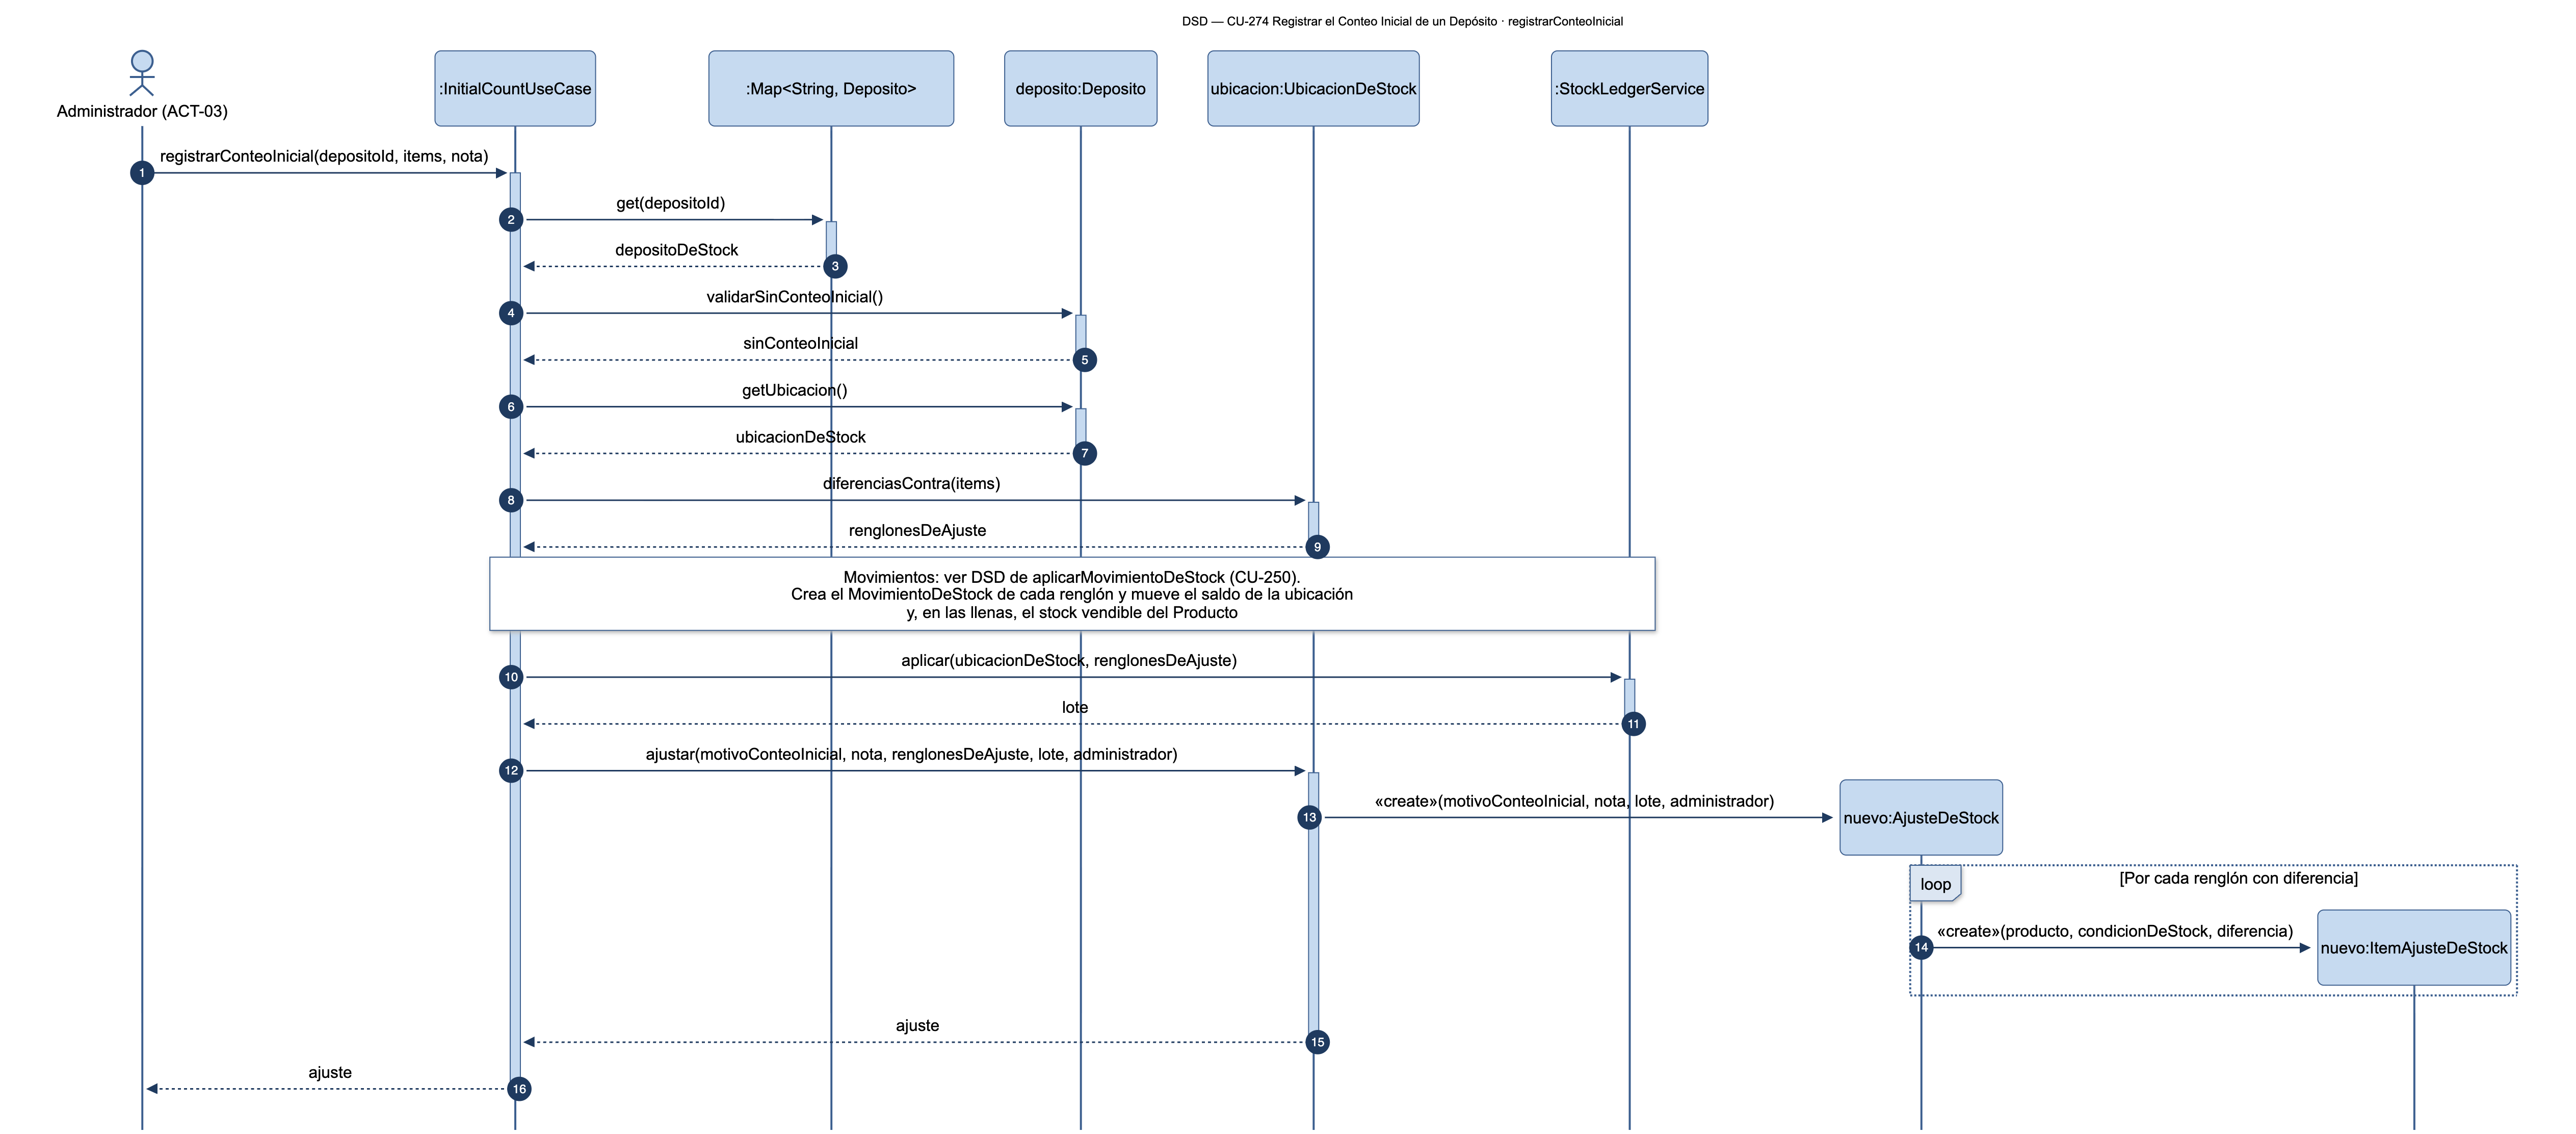 DSD — CU-274 Registrar el Conteo Inicial de un Depósito · registrarConteoInicial
Administrador (ACT-03)
:InitialCountUseCase
:Map<String, Deposito>
deposito:Deposito
ubicacion:UbicacionDeStock
:StockLedgerService
1
registrarConteoInicial(depositoId, items, nota)
2
get(depositoId)
depositoDeStock
3
4
validarSinConteoInicial()
sinConteoInicial
5
6
getUbicacion()
ubicacionDeStock
7
8
diferenciasContra(items)
renglonesDeAjuste
9
Movimientos: ver DSD de aplicarMovimientoDeStock (CU-250).
Crea el MovimientoDeStock de cada renglón y mueve el saldo de la ubicación
y, en las llenas, el stock vendible del Producto
10
aplicar(ubicacionDeStock, renglonesDeAjuste)
lote
11
12
ajustar(motivoConteoInicial, nota, renglonesDeAjuste, lote, administrador)
13
«create»(motivoConteoInicial, nota, lote, administrador)
nuevo:AjusteDeStock
loop
[Por cada renglón con diferencia]
14
«create»(producto, condicionDeStock, diferencia)
nuevo:ItemAjusteDeStock
ajuste
15
ajuste
16